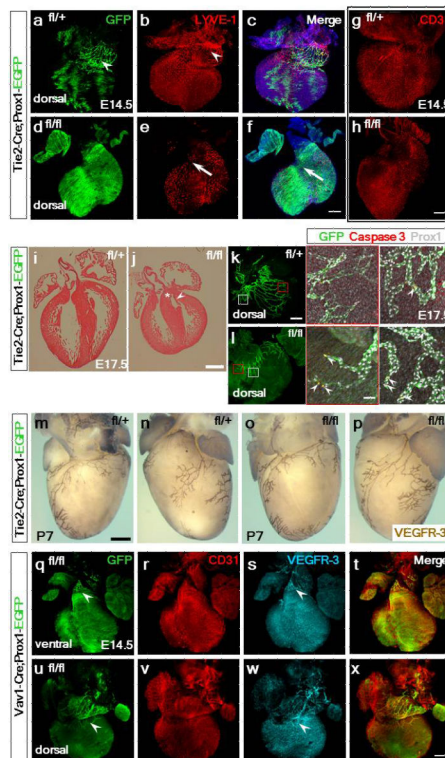 Tie2-Cre;Prox1-EGFP
a fl/+ GFP
dorsal
b LYVE-1
c Merge
E14.5
g fl/+ CD31
E14.5
d fl/fl
dorsal
e
f
h fl/fl
Tie2-Cre;Prox1-EGFP
i fl/+
E17.5
j fl/fl
k fl/+
dorsal
l fl/fl
dorsal
GFP Caspase 3 Prox1
E17.5
Tie2-Cre;Prox1-EGFP
m fl/+
P7
n fl/+
o fl/fl
P7
p fl/fl
VEGFR-3
Vav1-Cre;Prox1-EGFP
q fl/fl GFP
ventral E14.5
r CD31
s VEGFR-3
t Merge
u fl/fl
dorsal
v
w
x